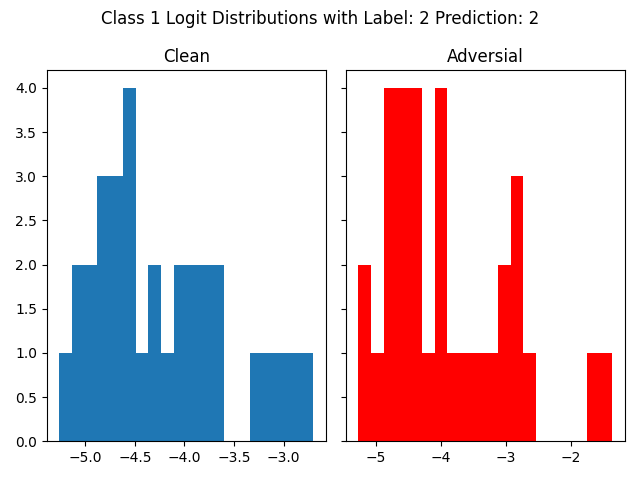 Class 1 Logit Distributions with Label: 2 Prediction: 2
Clean
Adversial
4.0
3.5
3.0
2.5
2.0
1.5
1.0
0.5
0.0
−5.0 −4.5 −4.0 −3.5 −3.0
−5 −4 −3 −2